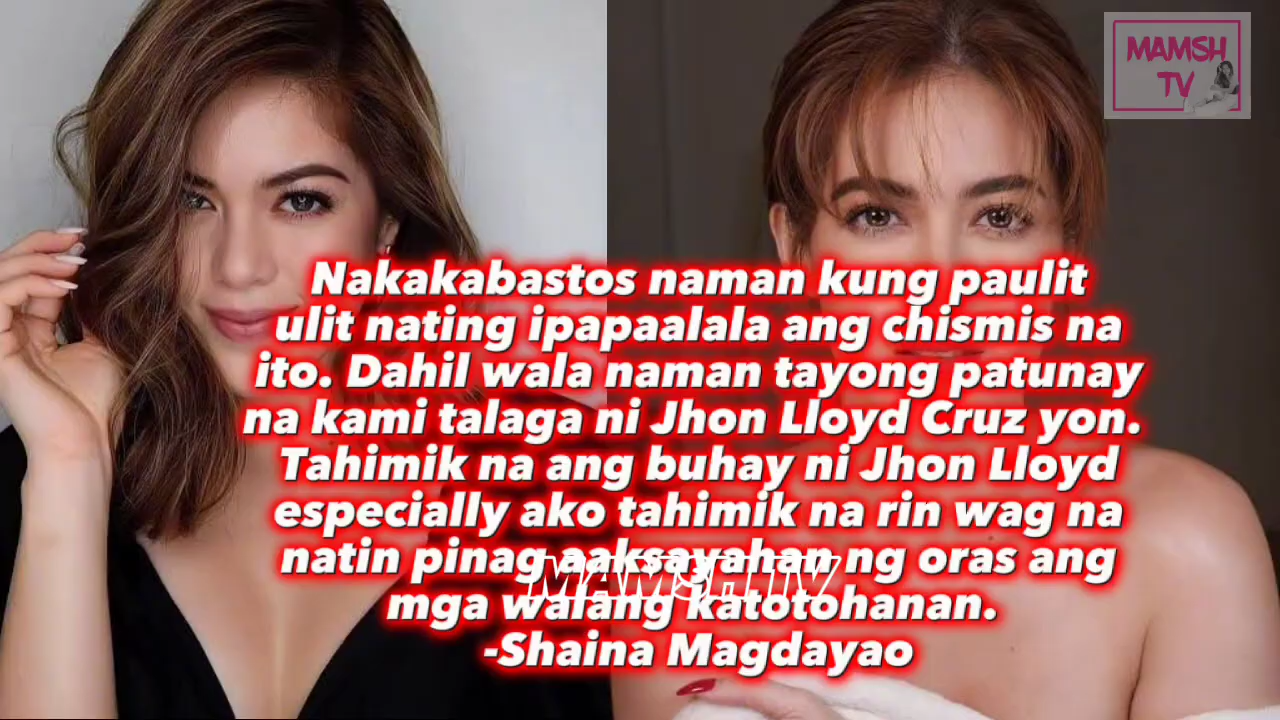 MAMSH
TV
Nakakabastos naman kung paulit
ulit nating ipapaalala ang chismis na
ito. Dahil wala naman tayong patunay
na kami talaga ni Jhon Lloyd Cruz yon.
Tahimik na ang buhay ni Jhon Lloyd
especially ako tahimik na rin wag na
natin pinag aaksayahan ng oras ang
MAMSH TV
mga walang katotohanan.
-Shaina Magdayao